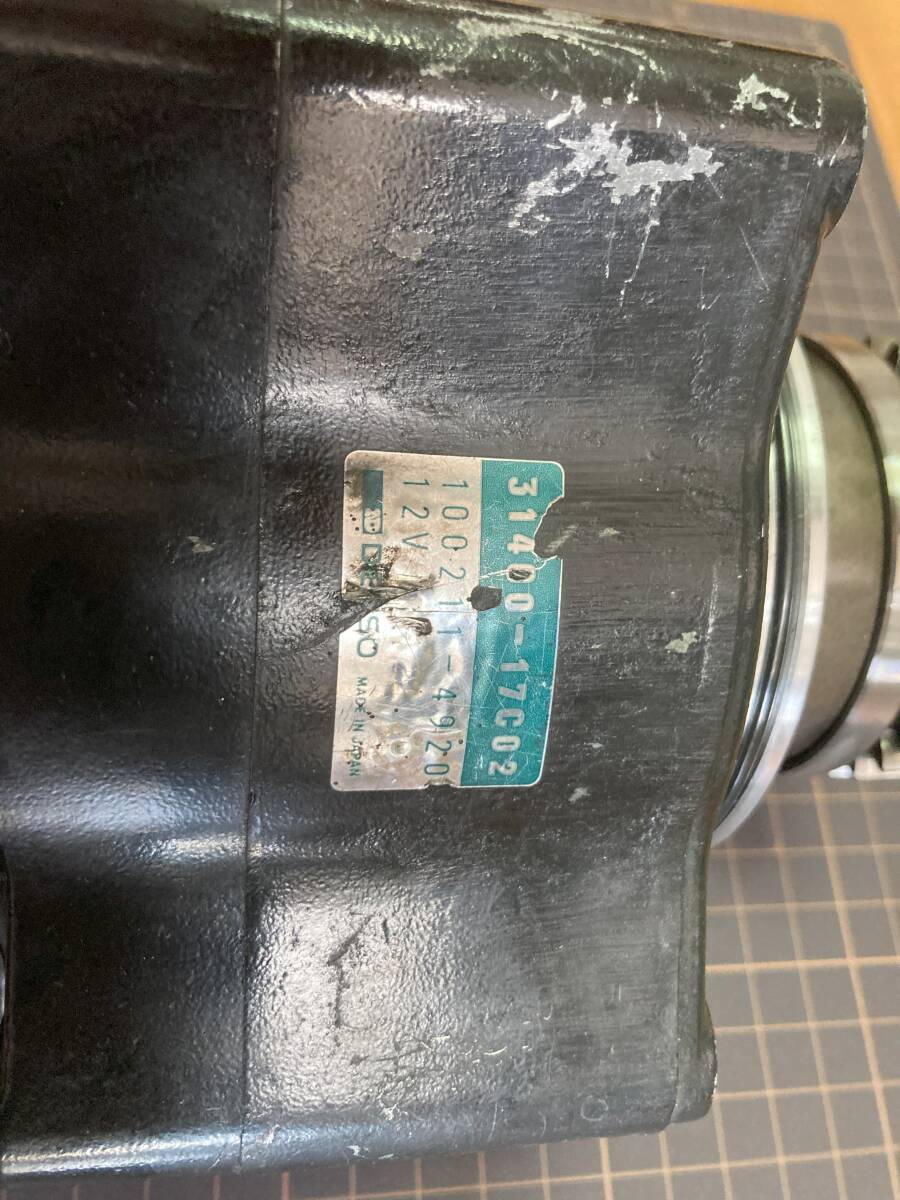 31400-17C02
100211-4920
12V
DENSO MADE IN JAPAN